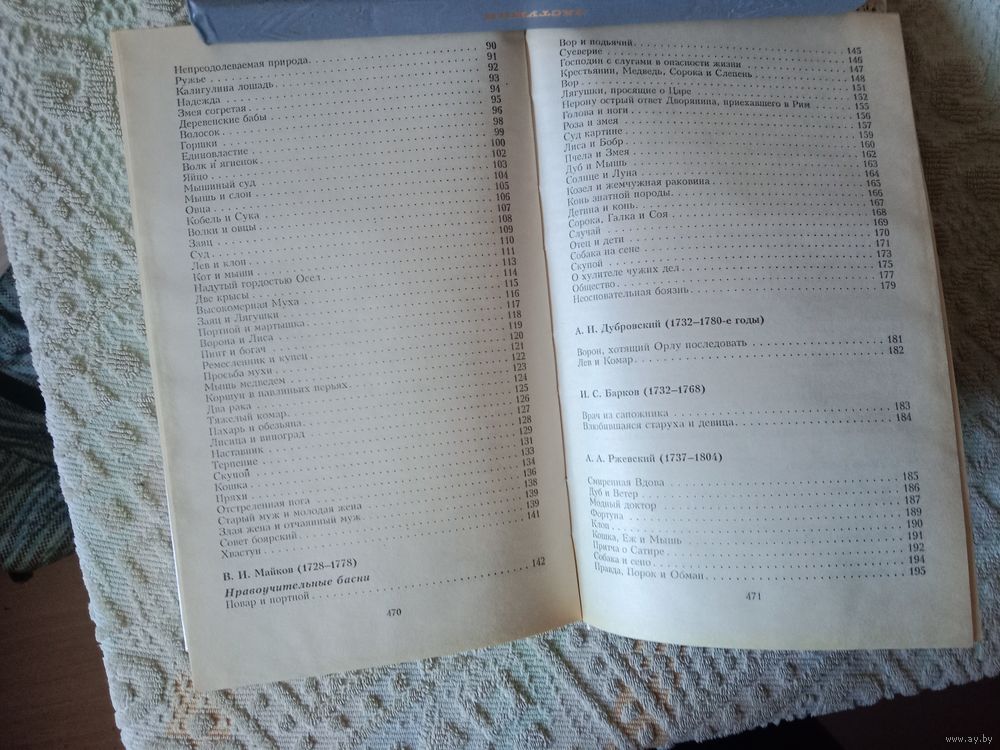 ПАСТУШКИ
Непреодолеваемая природа 90
Ружье 91
Калигулина лошадь 92
Надежда 93
Змея согретая 94
Деревенские бабы 95
Волосок 96
Горшки 98
Единовластие 99
Волк и ягненок 100
Яйцо 102
Мышиный суд 103
Мышь и слон 104
Овца 105
Кобель и Сука 106
Волки и овцы 107
Заяц 108
Суд 109
Лев и клоп 110
Кот и мыши 111
Надутый гордостью Осел 113
Две крысы 114
Высокомерная Муха 115
Заяц и Лягушки 116
Портной и мартышка 117
Ворона и Лиса 118
Пиит и богач 119
Ремесленник и купец 120
Просьба мухи 121
Мышь медведем 122
Коршун в павлиньих перьях 123
Два рака 124
Тяжелый комар 125
Пахарь и обезьяна 126
Лисица и виноград 127
Наставник 128
Терпение 129
Скупой 131
Кошка 133
Пряхи 134
Отстреленная нога 136
Старый муж и молодая жена 138
Злая жена и отчаянный муж 139
Совет боярский 139
Хвастун 141
В. И. Майков (1728–1778)
Нравоучительные басни
Повар и портной 142
470
Вор и подьячий 145
Суеверие 146
Господин с слугами в опасности жизни 147
Крестьянин, Медведь, Сорока и Слепень 148
Вор 151
Лягушки, просящие о Царе 152
Нерону острый ответ Дворянина, приехавшего в Рим 155
Голова и ноги 156
Роза и змея 157
Суд картине 159
Лиса и Бобр 160
Пчела и Змея 162
Дуб и Мышь 163
Солнце и Луна 164
Козел и жемчужная раковина 165
Конь знатной породы 166
Детина и конь 167
Сорока, Галка и Соя 168
Случай 169
Отец и дети 170
Собака на сене 171
Скупой 173
О хулителе чужих дел 175
Общество 177
Неосновательная боязнь 179
А. И. Дубровский (1732–1780-е годы)
Ворон, хотящий Орлу последовать 181
Лев и Комар 182
И. С. Барков (1732–1768)
Врач из сапожника 183
Влюбившаяся старуха и девица 184
А. А. Ржевский (1737–1804)
Смиренная Вдова 185
Дуб и Ветер 186
Модный доктор 187
Фортуна 189
Клоп 190
Кошка, Еж и Мышь 191
Притча о Сатире 192
Собака и сено 194
Правда, Порок и Обман 195
471
www.ay.by